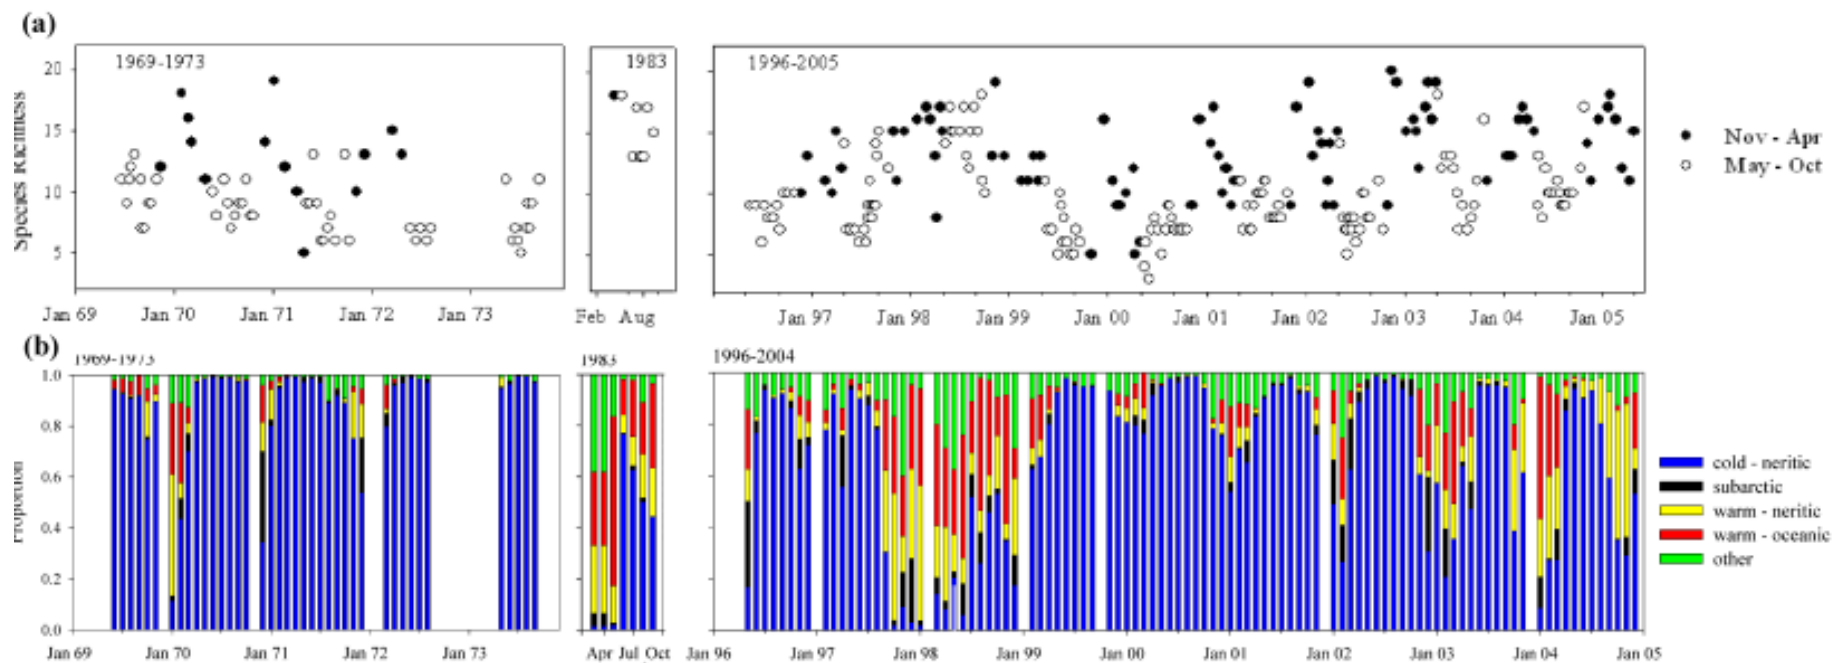 (a)
1969-1973
1983
1996-2005
20
15
10
5
Species Richness
Nov - Apr
May - Oct
Jan 69 Jan 70 Jan 71 Jan 72 Jan 73
Feb Aug
Jan 97 Jan 98 Jan 99 Jan 00 Jan 01 Jan 02 Jan 03 Jan 04 Jan 05
(b)
1969-1973
1983
1996-2004
1.0
0.8
0.6
0.4
0.2
0.0
Proportion
cold - neritic
subarctic
warm - neritic
warm - oceanic
other
Jan 69 Jan 70 Jan 71 Jan 72 Jan 73
Apr Jul Oct
Jan 96 Jan 97 Jan 98 Jan 99 Jan 00 Jan 01 Jan 02 Jan 03 Jan 04 Jan 05